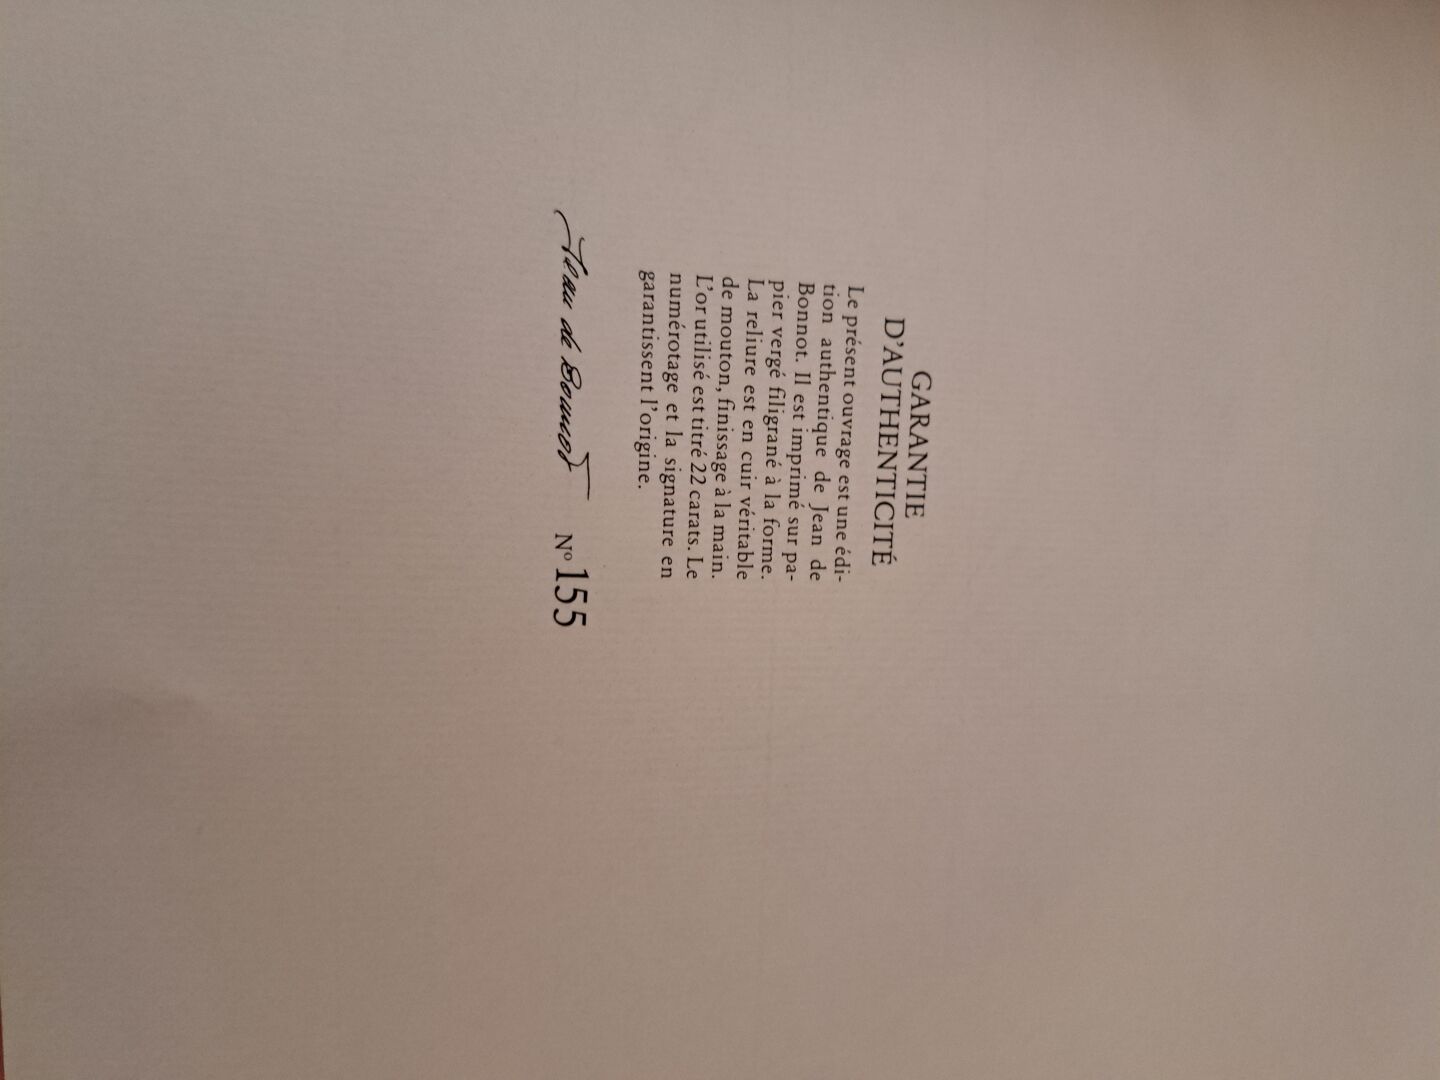 GARANTIE
D'AUTHENTICITÉ
Le présent ouvrage est une édi-
tion authentique de Jean de
Bonnot. Il est imprimé sur pa-
pier vergé filigrané à la forme.
La reliure est en cuir véritable
de mouton, finissage à la main.
L'or utilisé est titré 22 carats. Le
numérotage et la signature en
garantissent l'origine.
Jean de Bonnot Nº 155